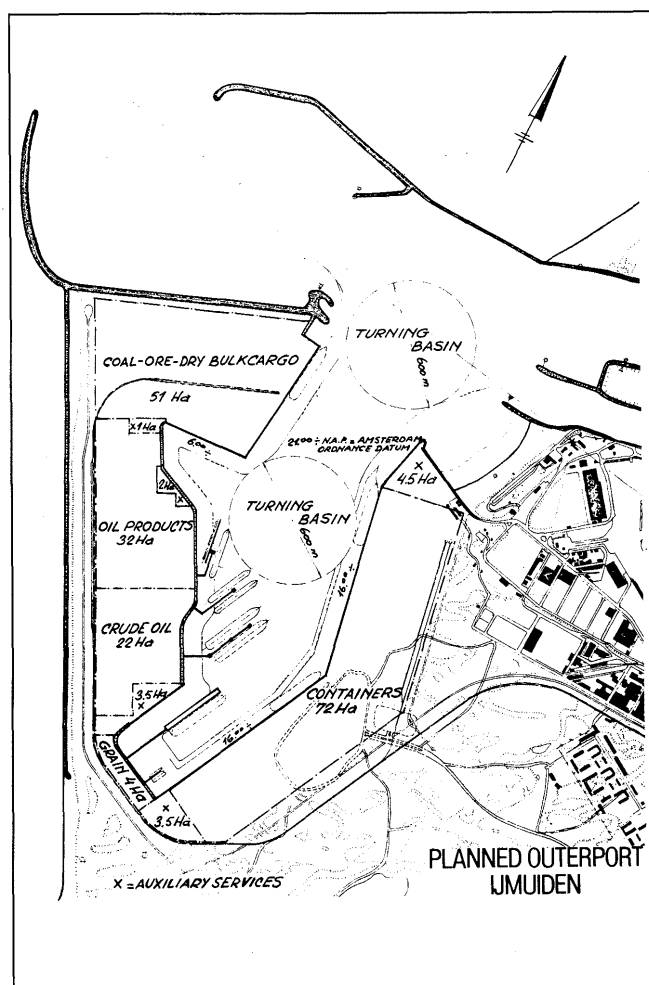 TURNING
BASIN
600 m
COAL-ORE-DRY BULKCARGO
51 Ha
x 1 Ha
6.00 ÷
21.00 ÷ N.A.P. = AMSTERDAM
ORDNANCE DATUM
x
4.5 Ha
2 Ha
x
TURNING
BASIN
600 m
OIL PRODUCTS
32 Ha
16.00 ÷
CRUDE OIL
22 Ha
3.5 Ha
x
CONTAINERS
72 Ha
16.00 ÷
GRAIN 4 Ha
x
3.5 Ha
X = AUXILIARY SERVICES
PLANNED OUTERPORT
IJMUIDEN